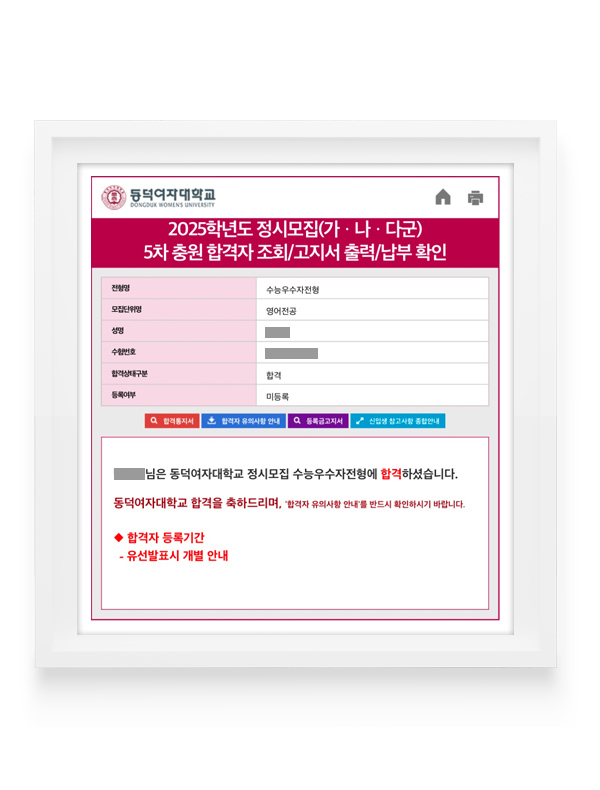 동덕여자대학교
DONGDUK WOMEN'S UNIVERSITY
2025학년도 정시모집(가 · 나 · 다군)
5차 충원 합격자 조회/고지서 출력/납부 확인
전형명 수능우수자전형
모집단위명 영어전공
성명
수험번호
합격상태구분 합격
등록여부 미등록
합격통지서 합격자 유의사항 안내 등록금고지서 신입생 참고사항 종합안내
님은 동덕여자대학교 정시모집 수능우수자전형에 합격하셨습니다.
동덕여자대학교 합격을 축하드리며, '합격자 유의사항 안내'를 반드시 확인하시기 바랍니다.
◆ 합격자 등록기간
- 유선발표시 개별 안내